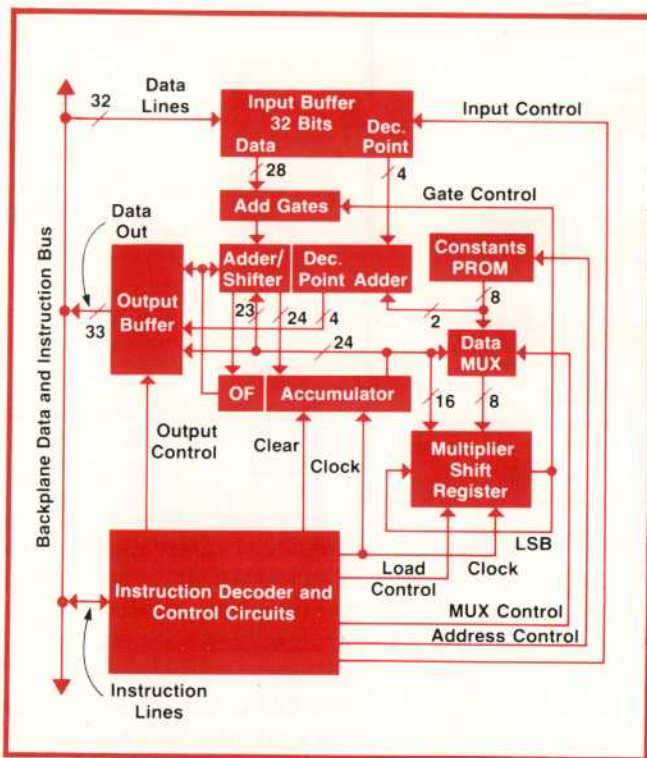 Data
Lines
32
Input Buffer
32 Bits
Dec.
Point
Data
Input Control
28
4
Gate Control
Add Gates
Data
Out
Adder/
Shifter
Dec.
Point Adder
Constants
PROM
8
Output
Buffer
33
23
24
4
2
24
Data
MUX
OF
Accumulator
16
8
Output
Control
Clear
Clock
Multiplier
Shift
Register
LSB
Load
Control
Clock
Instruction Decoder and
Control Circuits
MUX Control
Address Control
Instruction
Lines
Backplane Data and Instruction Bus